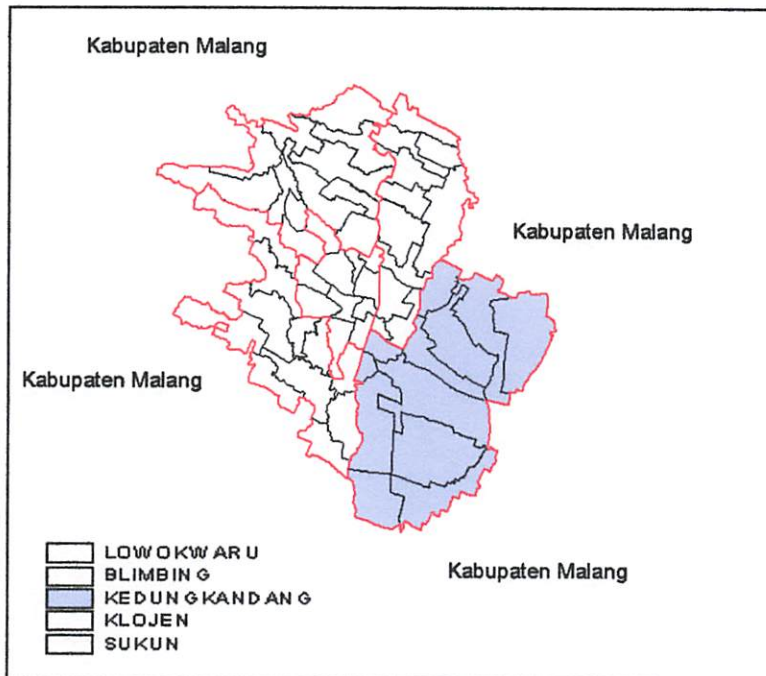 Kabupaten Malang
Kabupaten Malang
Kabupaten Malang
Kabupaten Malang
LOWOKWARU
BLIMBING
KEDUNGKANDANG
KLOJEN
SUKUN